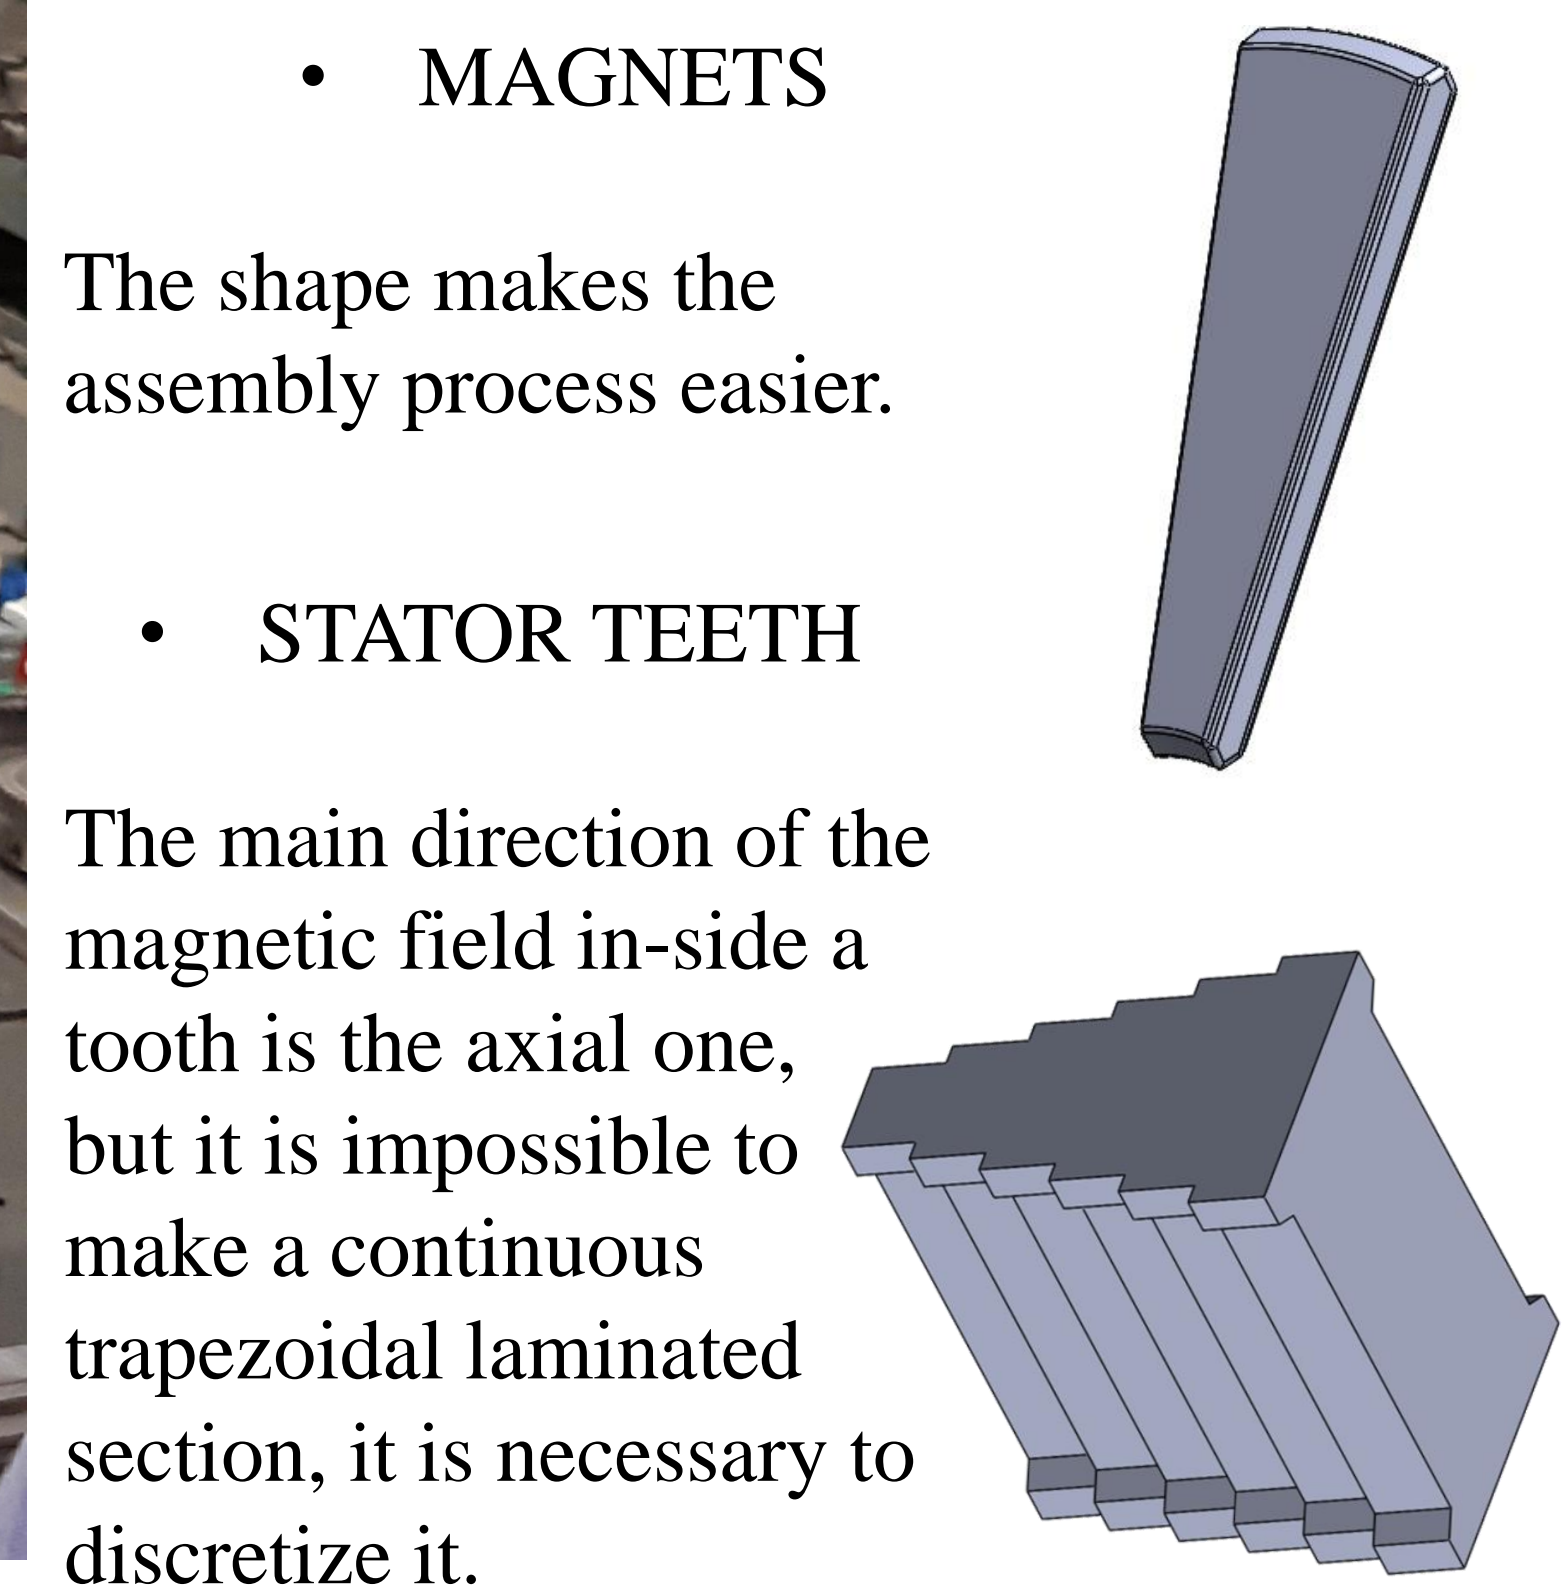 • MAGNETS
The shape makes the
assembly process easier.
• STATOR TEETH
The main direction of the
magnetic field in-side a
tooth is the axial one,
but it is impossible to
make a continuous
trapezoidal laminated
section, it is necessary to
discretize it.